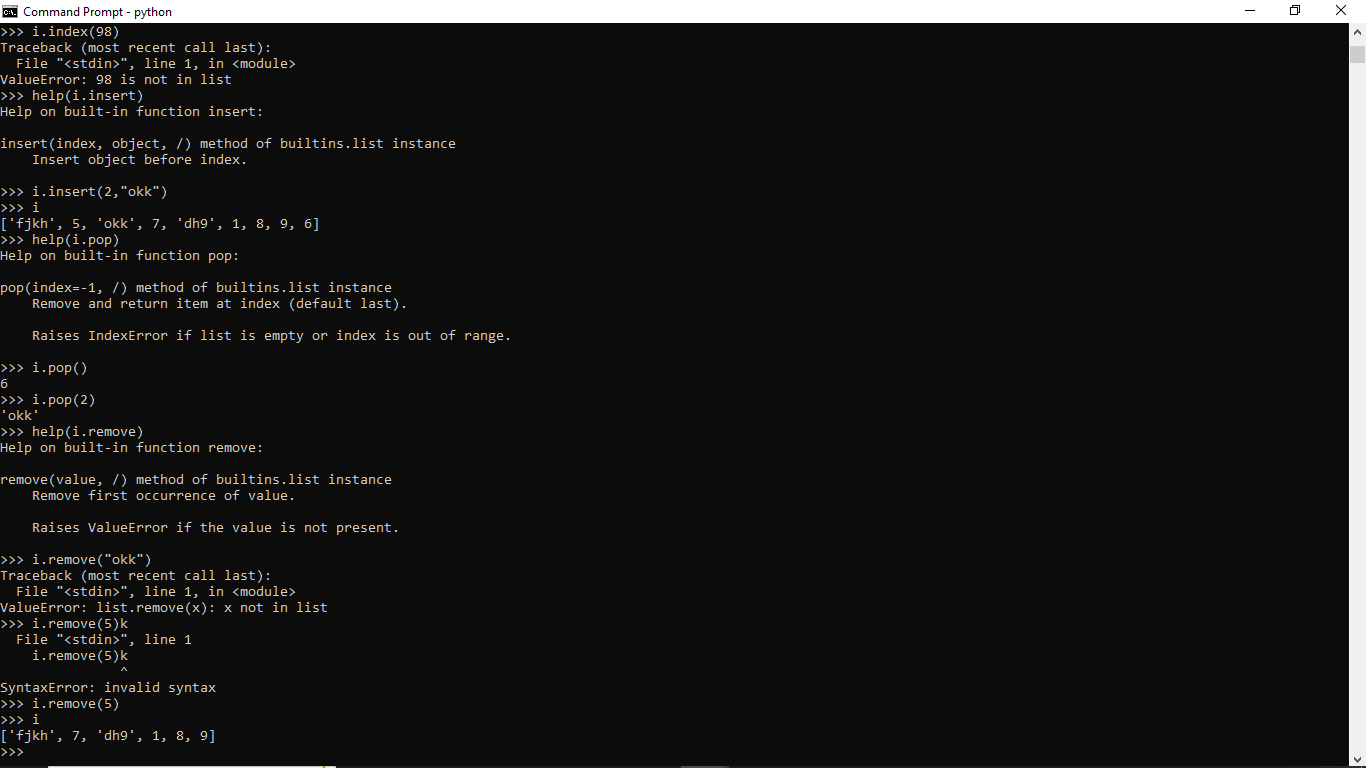 Command Prompt - python
>>> i.index(98)
Traceback (most recent call last):
  File "<stdin>", line 1, in <module>
ValueError: 98 is not in list
>>> help(i.insert)
Help on built-in function insert:

insert(index, object, /) method of builtins.list instance
    Insert object before index.

>>> i.insert(2,"okk")
>>> i
['fjkh', 5, 'okk', 7, 'dh9', 1, 8, 9, 6]
>>> help(i.pop)
Help on built-in function pop:

pop(index=-1, /) method of builtins.list instance
    Remove and return item at index (default last).

    Raises IndexError if list is empty or index is out of range.

>>> i.pop()
6
>>> i.pop(2)
'okk'
>>> help(i.remove)
Help on built-in function remove:

remove(value, /) method of builtins.list instance
    Remove first occurrence of value.

    Raises ValueError if the value is not present.

>>> i.remove("okk")
Traceback (most recent call last):
  File "<stdin>", line 1, in <module>
ValueError: list.remove(x): x not in list
>>> i.remove(5)k
  File "<stdin>", line 1
    i.remove(5)k
               ^
SyntaxError: invalid syntax
>>> i.remove(5)
>>> i
['fjkh', 7, 'dh9', 1, 8, 9]
>>>